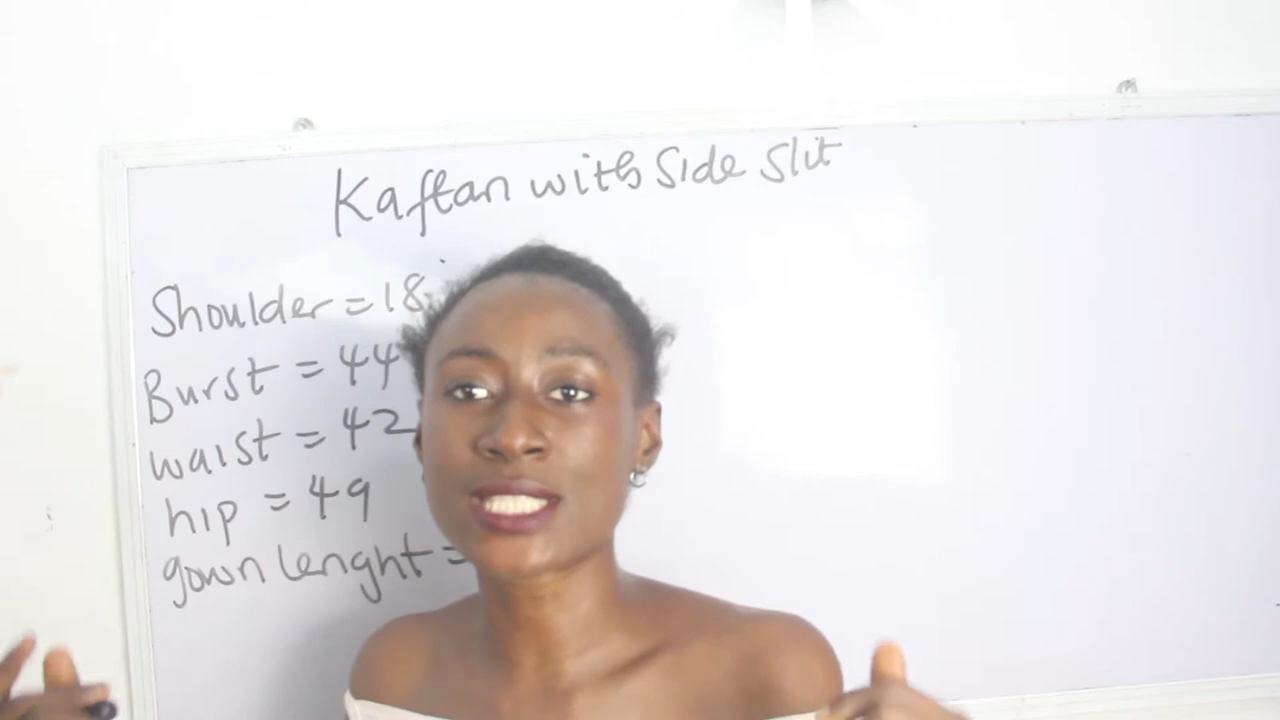 Kaftan with side slit
Shoulder = 18
Burst = 44
waist = 42
hip = 49
gown lenght =